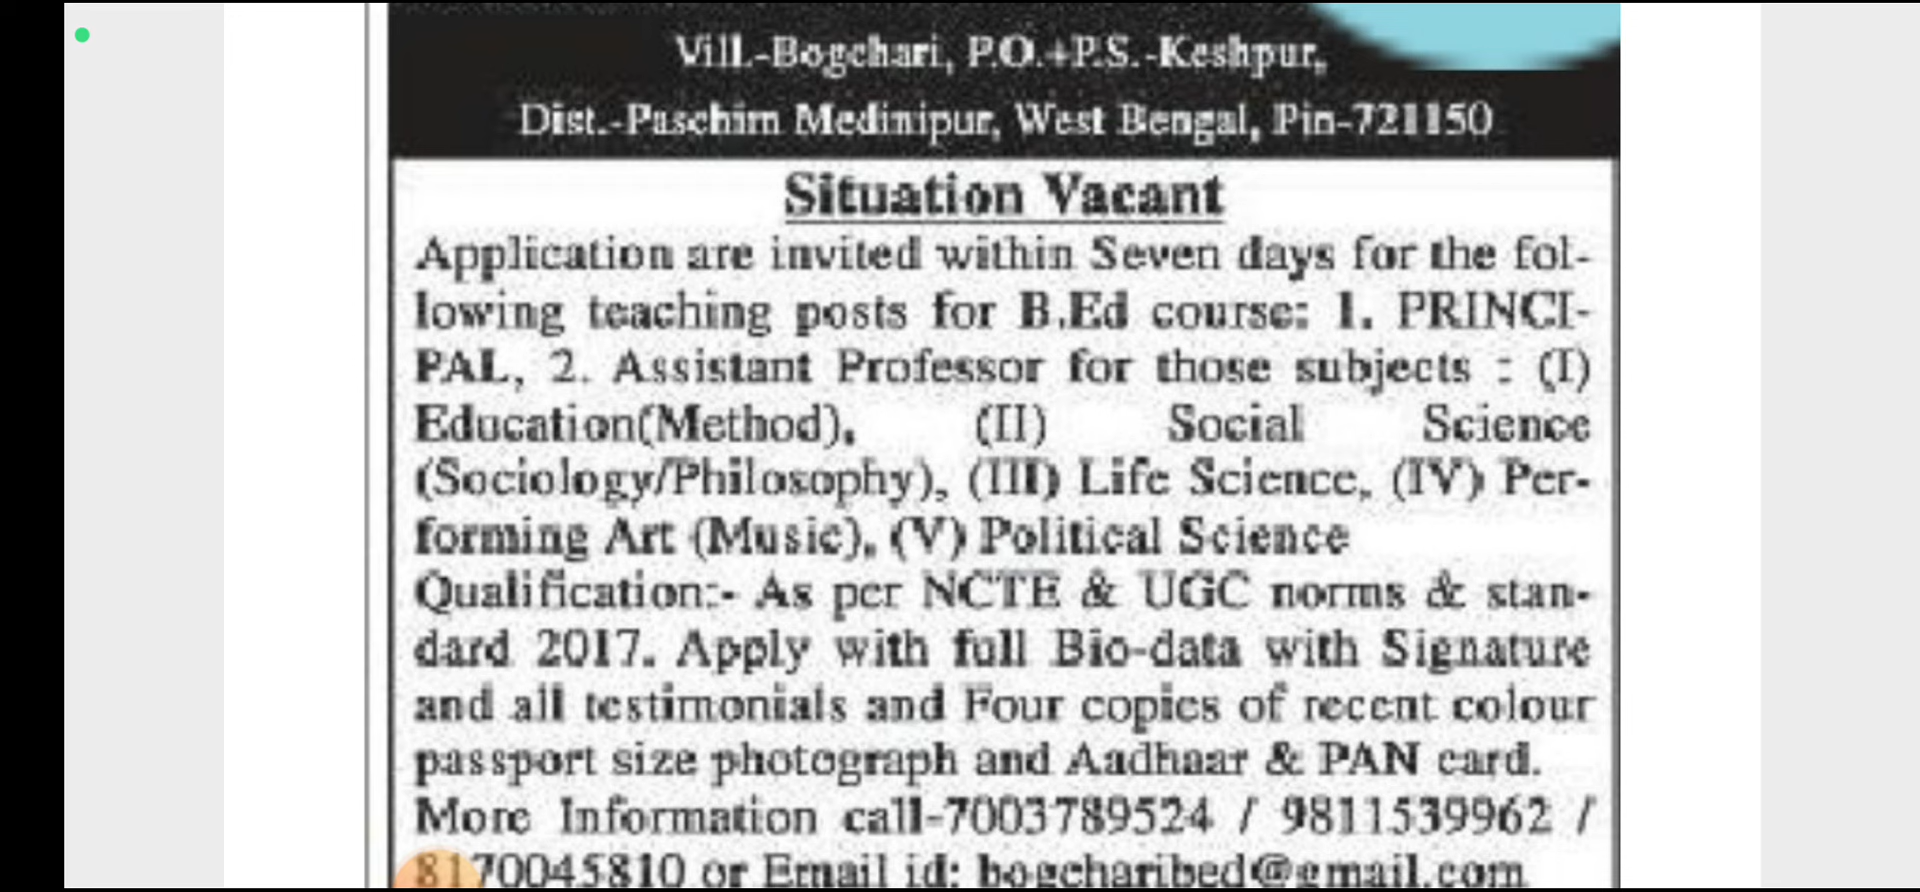 Vill.-Bogchari, P.O.+P.S.-Keshpur,
Dist.-Paschim Medinipur, West Bengal, Pin-721150
Situation Vacant
Application are invited within Seven days for the fol-
lowing teaching posts for B.Ed course: 1. PRINCI-
PAL, 2. Assistant Professor for those subjects : (I)
Education(Method), (II) Social Science
(Sociology/Philosophy), (III) Life Science, (IV) Per-
forming Art (Music), (V) Political Science
Qualification:- As per NCTE & UGC norms & stan-
dard 2017. Apply with full Bio-data with Signature
and all testimonials and Four copies of recent colour
passport size photograph and Aadhaar & PAN card.
More Information call-7003789524 / 9811539962 /
8170045810 or Email id: bogcharibed@gmail.com